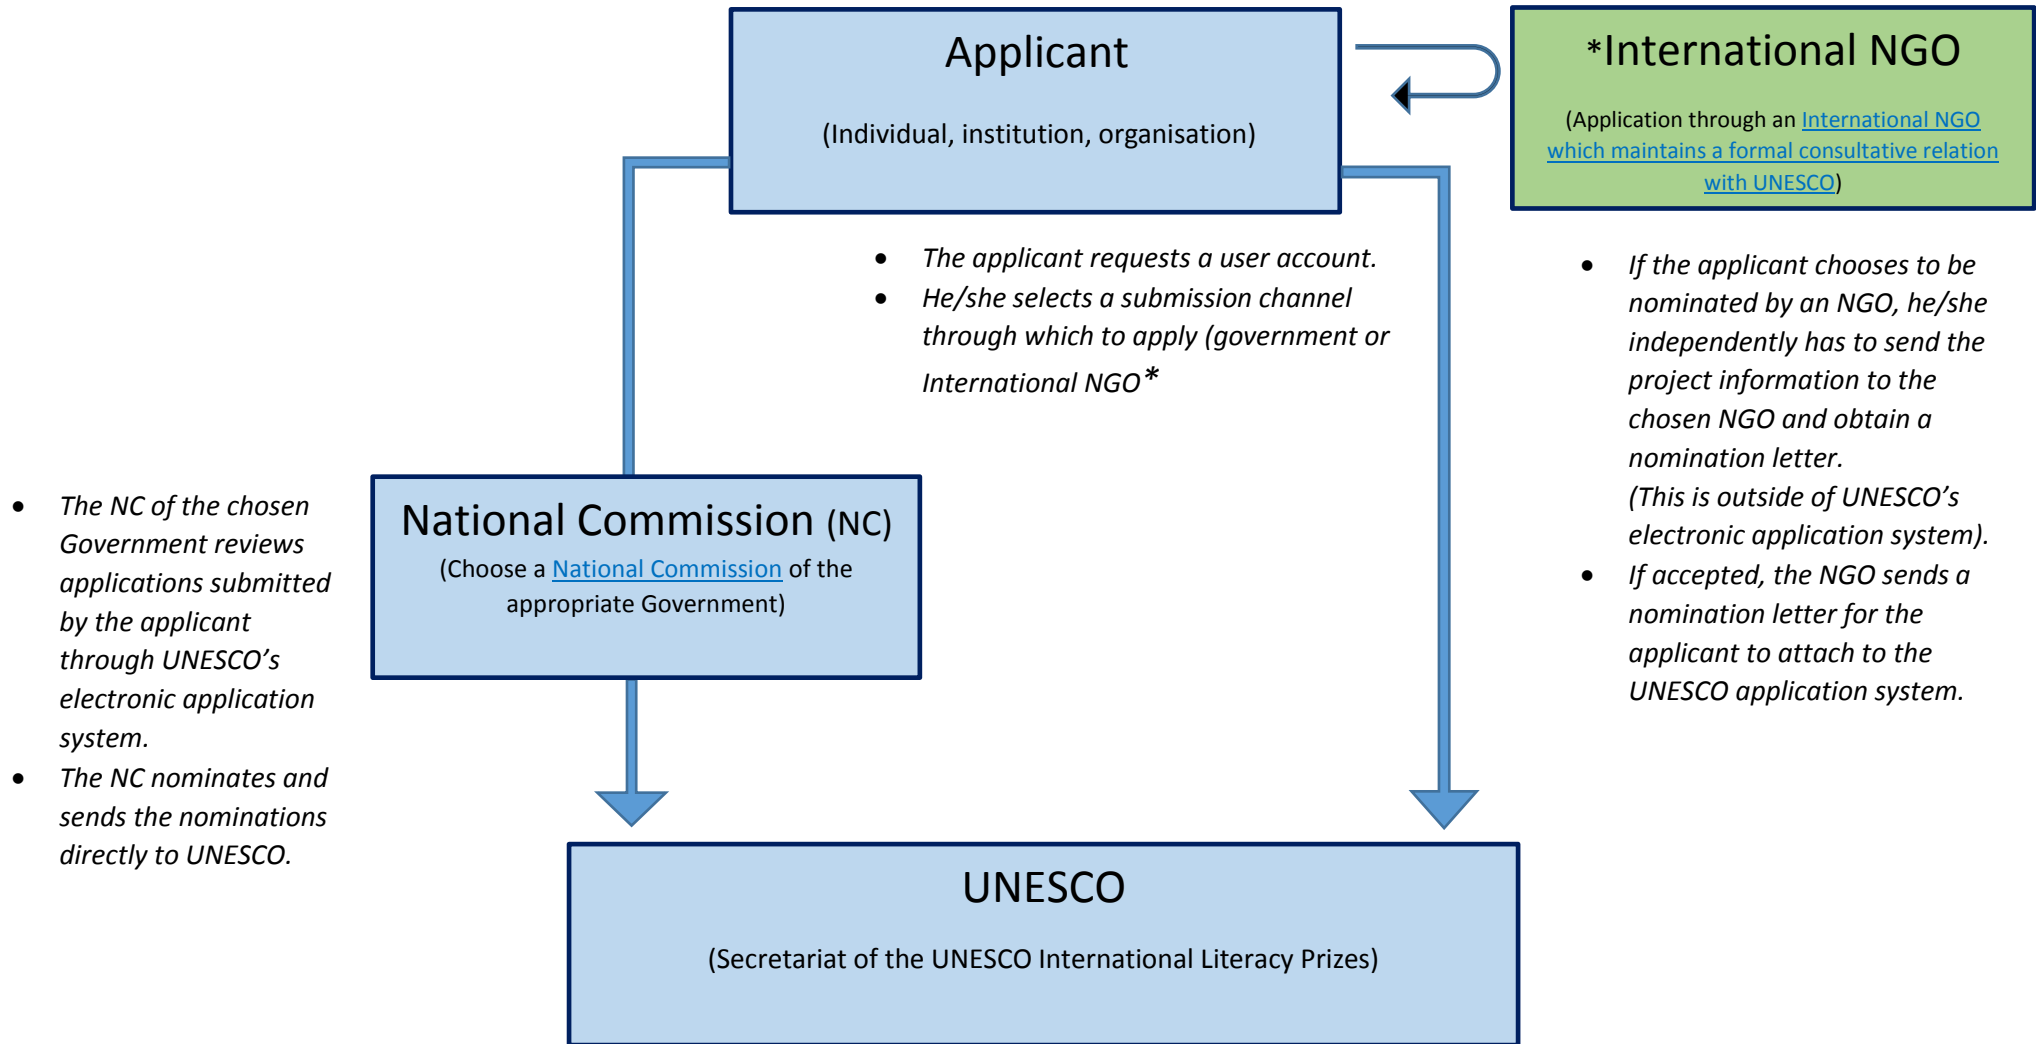 Applicant
(Individual, institution, organisation)
*International NGO
(Application through an International NGO
which maintains a formal consultative relation
with UNESCO)
• The applicant requests a user account.
• He/she selects a submission channel
through which to apply (government or
International NGO*
• If the applicant chooses to be
nominated by an NGO, he/she
independently has to send the
project information to the
chosen NGO and obtain a
nomination letter.
(This is outside of UNESCO’s
electronic application system).
• If accepted, the NGO sends a
nomination letter for the
applicant to attach to the
UNESCO application system.
National Commission (NC)
(Choose a National Commission of the
appropriate Government)
• The NC of the chosen
Government reviews
applications submitted
by the applicant
through UNESCO’s
electronic application
system.
• The NC nominates and
sends the nominations
directly to UNESCO.
UNESCO
(Secretariat of the UNESCO International Literacy Prizes)